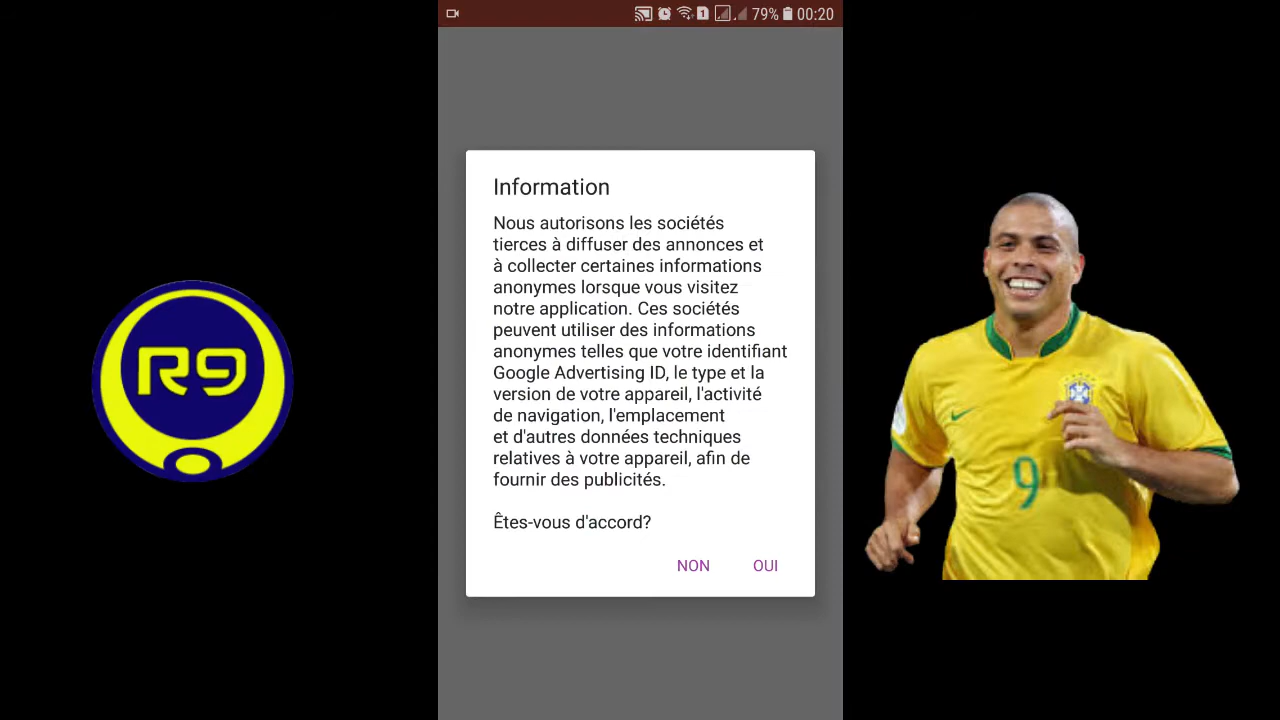 79% 00:20
Information
Nous autorisons les sociétés
tierces à diffuser des annonces et
à collecter certaines informations
anonymes lorsque vous visitez
notre application. Ces sociétés
peuvent utiliser des informations
anonymes telles que votre identifiant
Google Advertising ID, le type et la
version de votre appareil, l'activité
de navigation, l'emplacement
et d'autres données techniques
relatives à votre appareil, afin de
fournir des publicités.
Êtes-vous d'accord?
NON OUI
R9
9